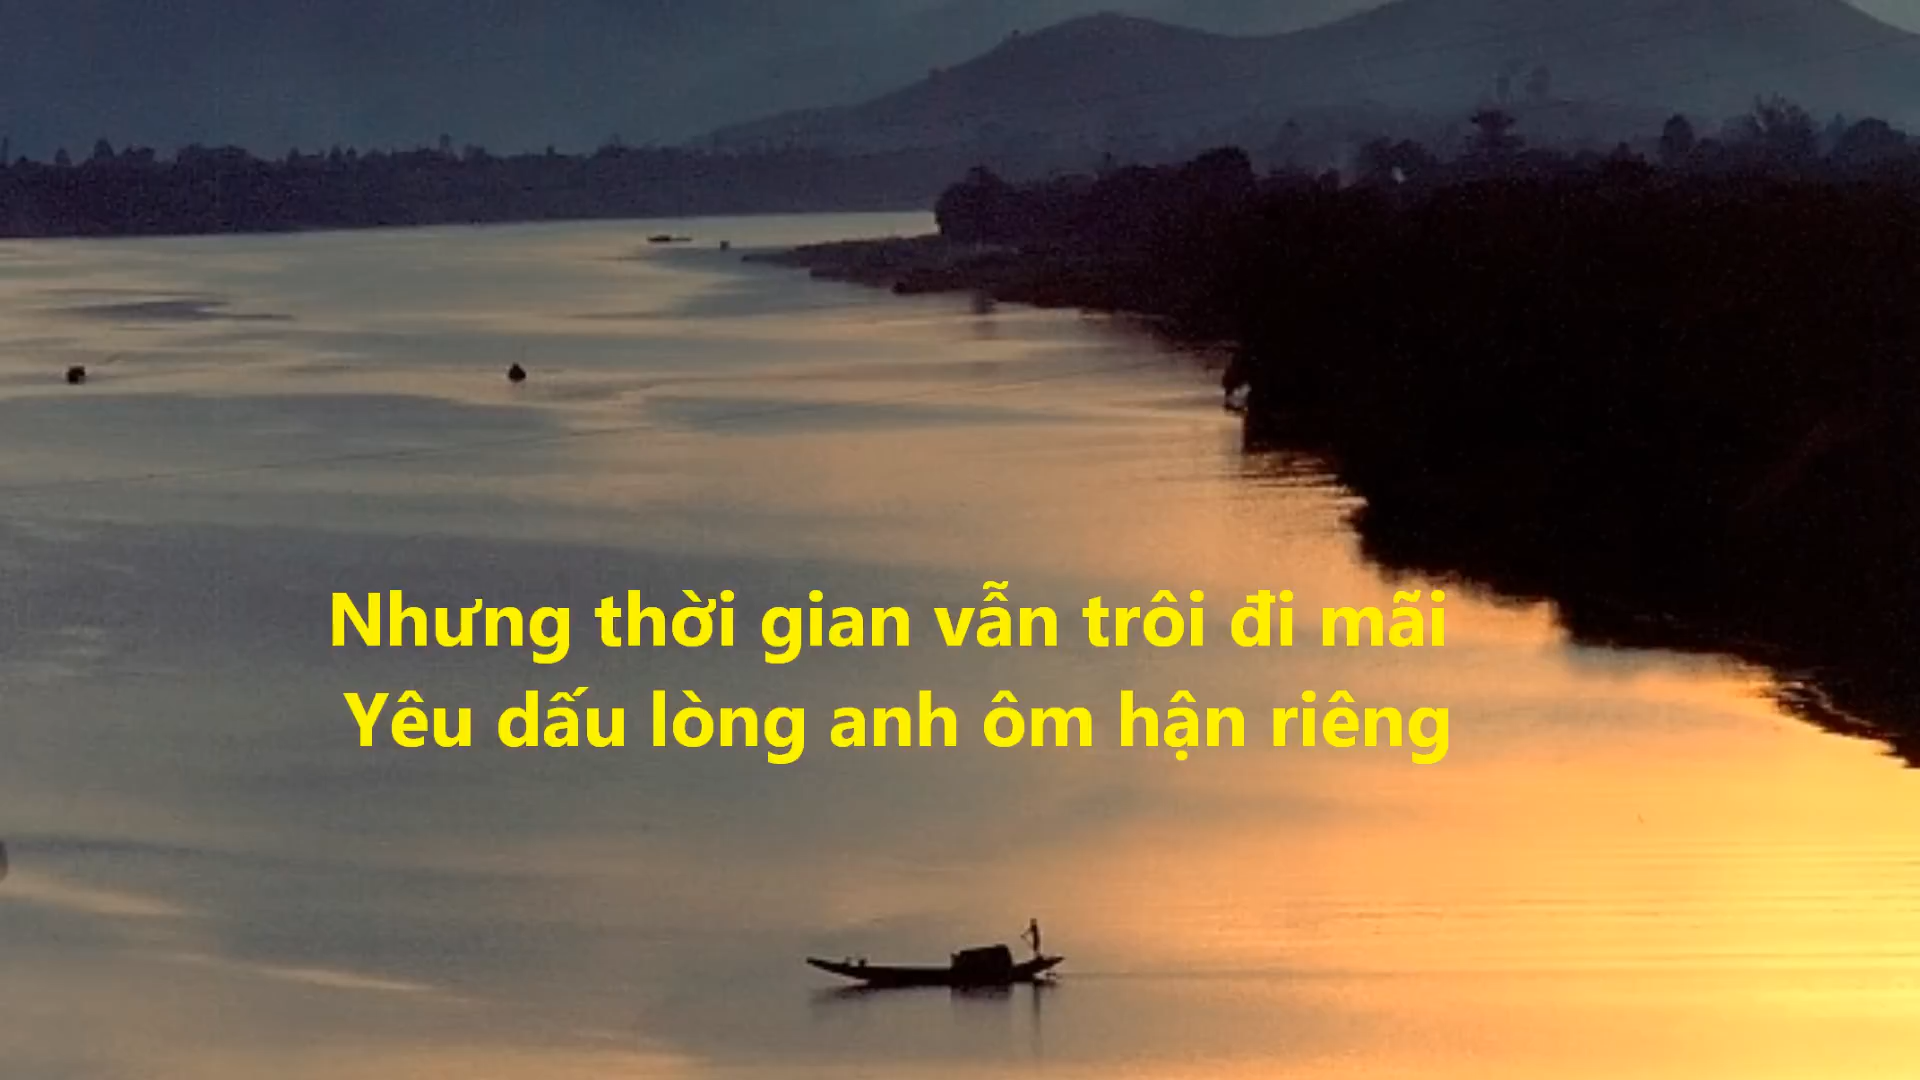 Nhưng thời gian vẫn trôi đi mãi
Yêu dấu lòng anh ôm hận riêng